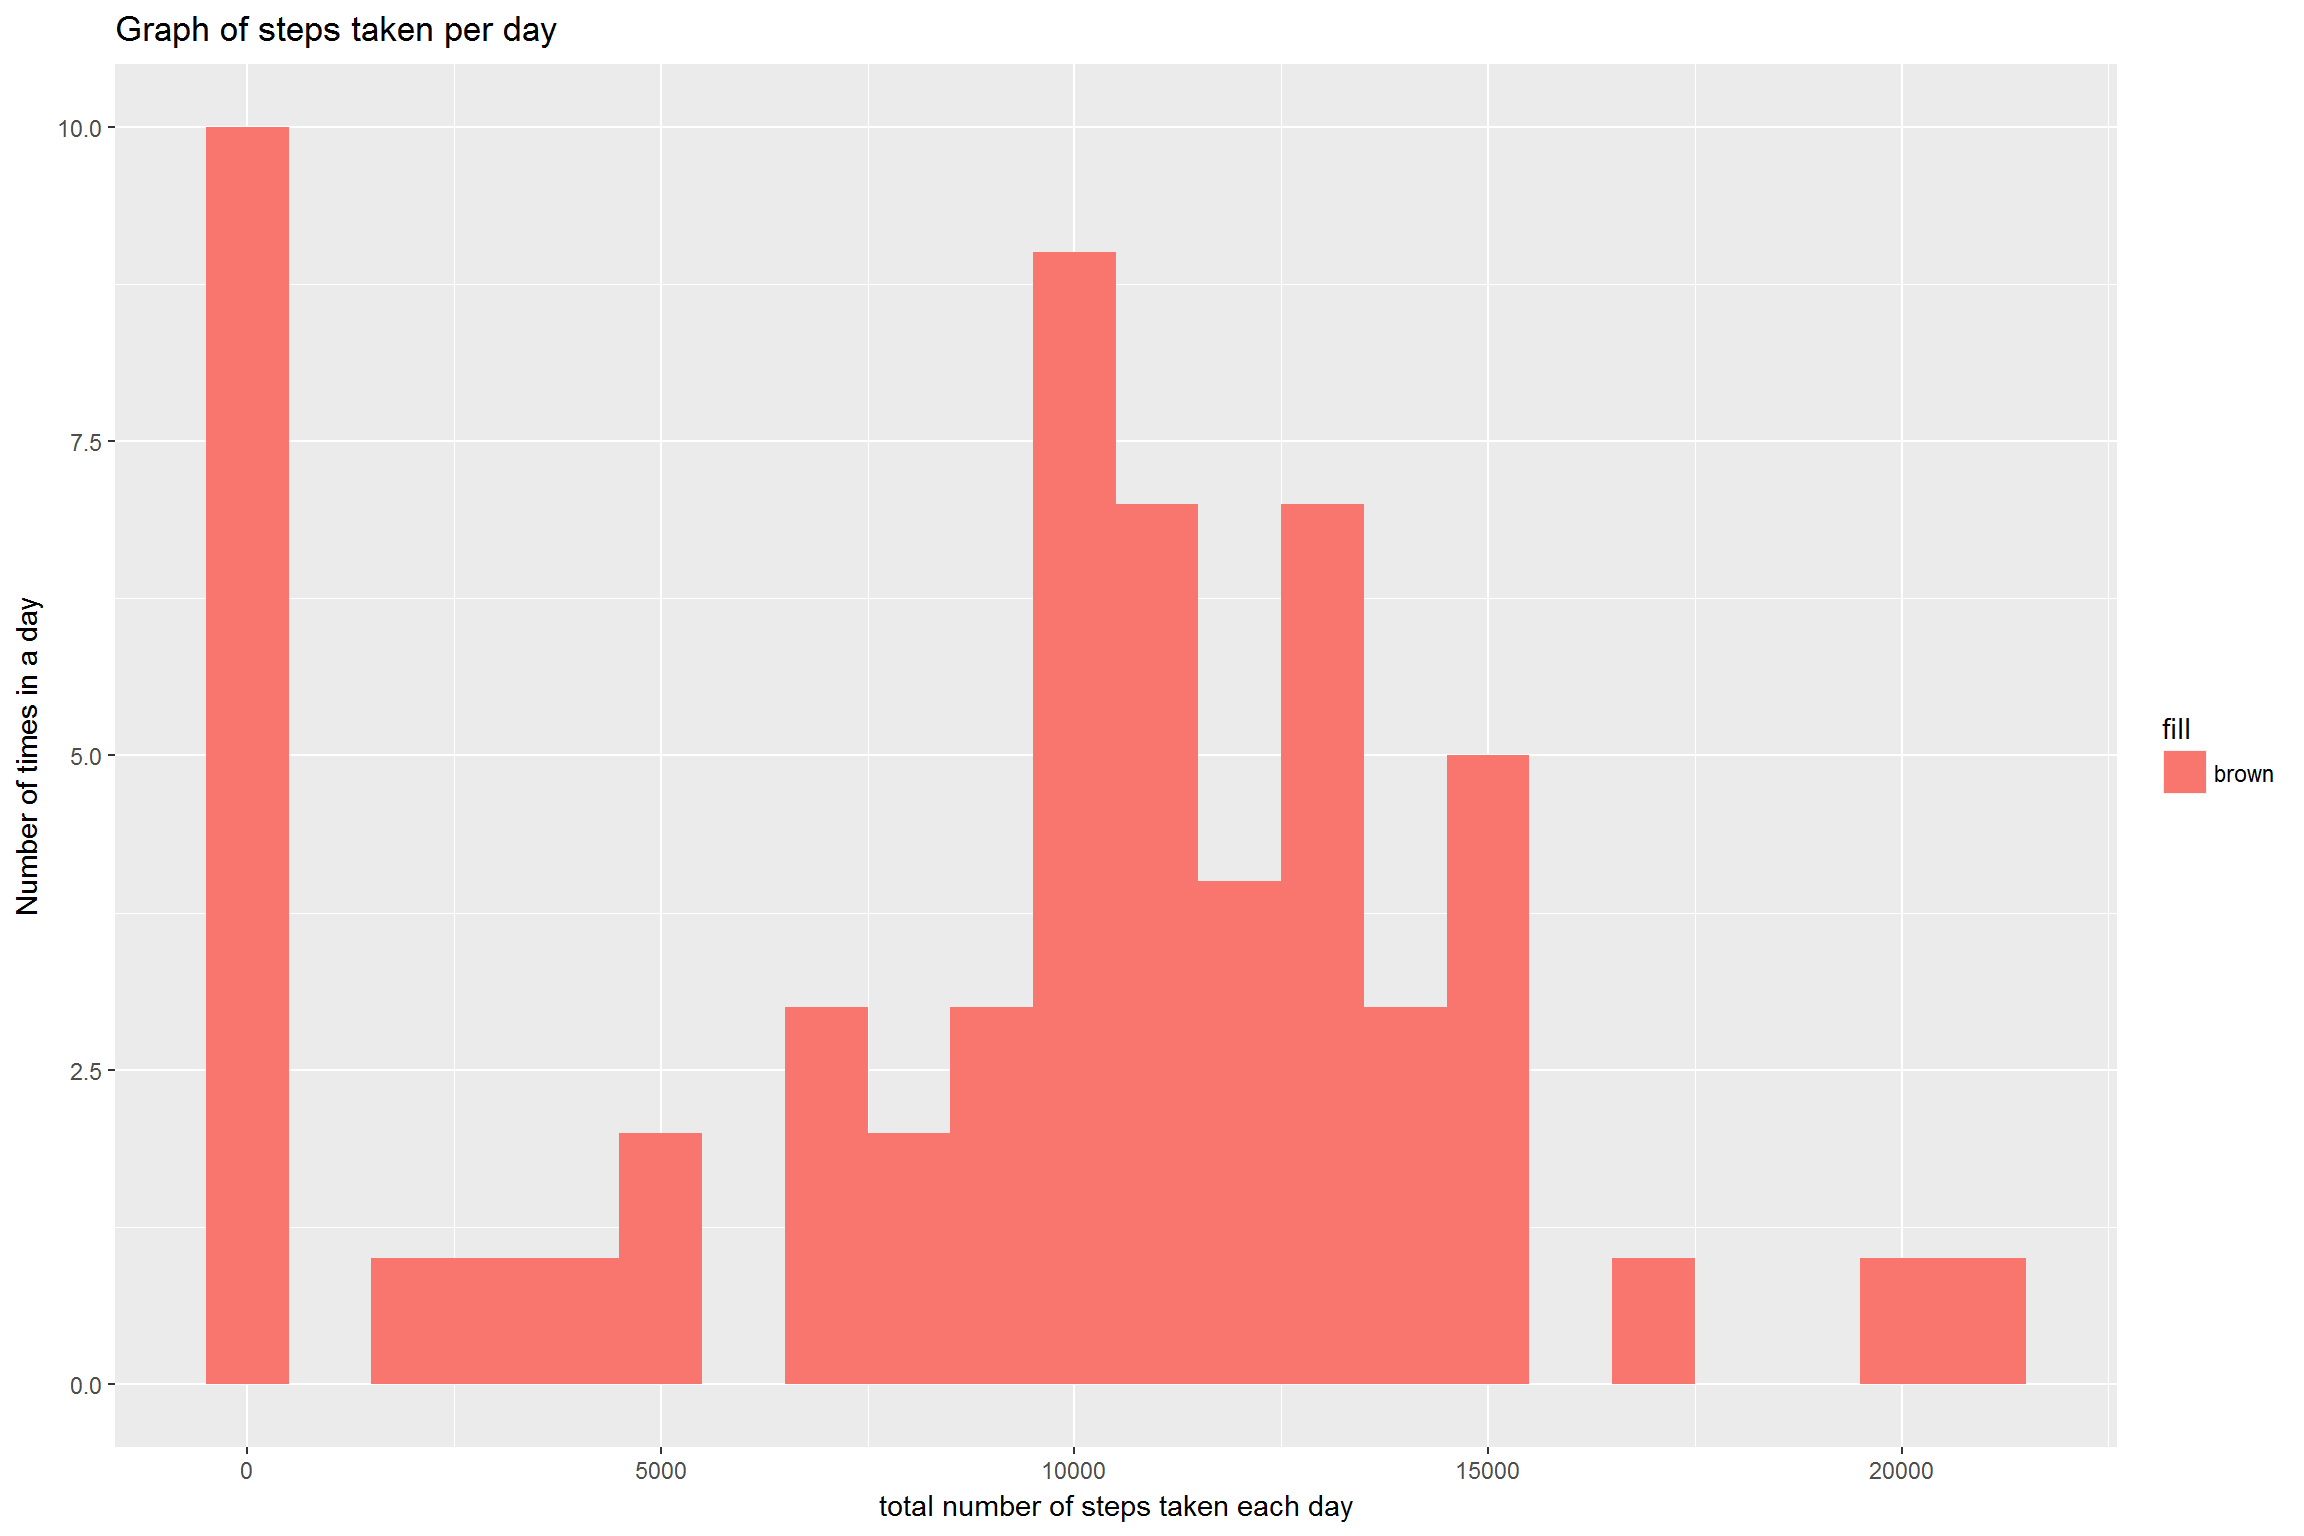 Graph of steps taken per day
10.0
7.5
5.0
2.5
0.0
Number of times in a day
0 5000 10000 15000 20000
total number of steps taken each day
fill
brown